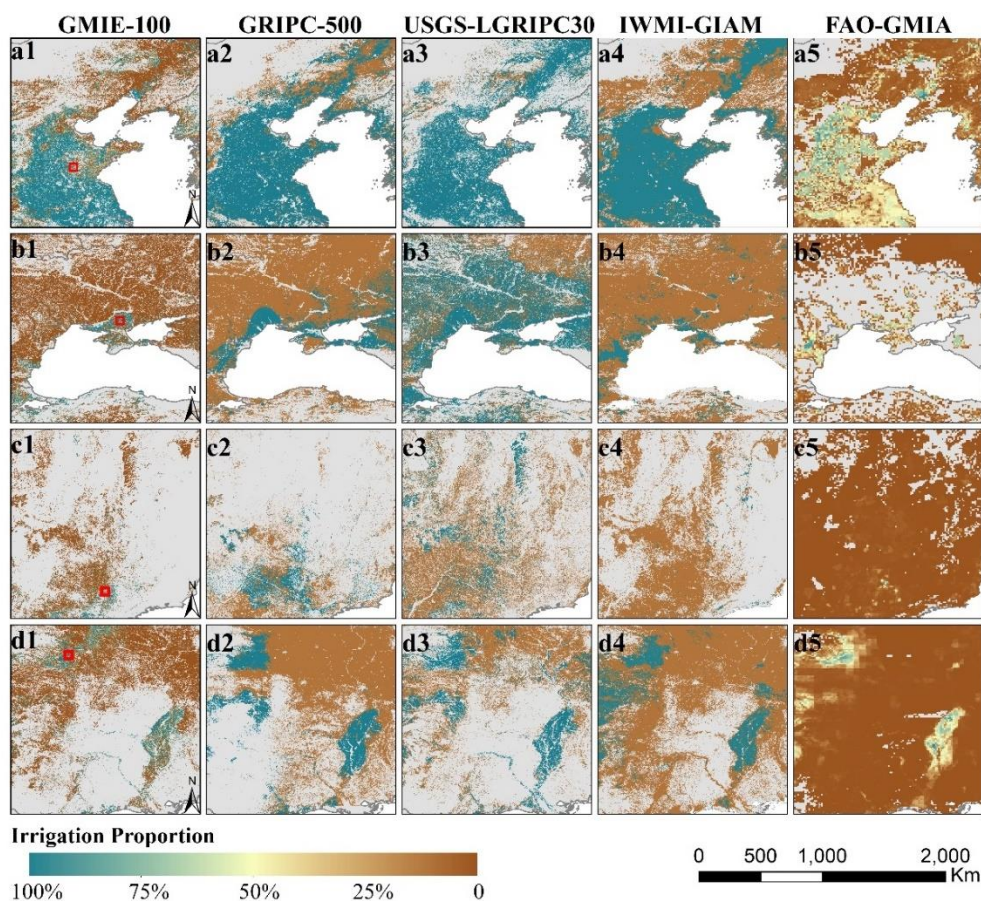 GMIE-100 GRIPC-500 USGS-LGRIPC30 IWMI-GIAM FAO-GMIA
a1 a2 a3 a4 a5
N
b1 b2 b3 b4 b5
N
c1 c2 c3 c4 c5
N
d1 d2 d3 d4 d5
N
Irrigation Proportion
100% 75% 50% 25% 0
0 500 1,000 2,000
Km